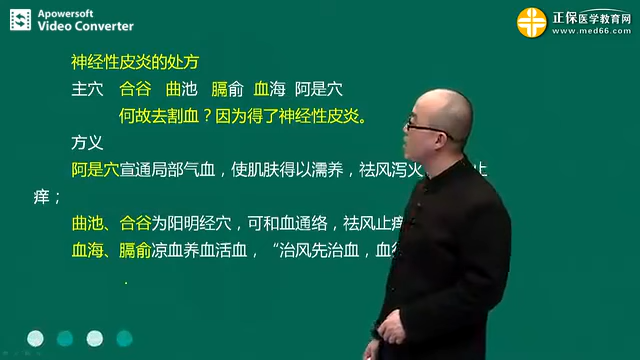 Apowersoft
Video Converter
正保医学教育网
www.med66.com
神经性皮炎的处方
主穴 合谷 曲池 膈俞 血海 阿是穴
何故去割血？因为得了神经性皮炎。
方义
阿是穴宣通局部气血，使肌肤得以濡养，祛风泻火 止
痒；
曲池、合谷为阳明经穴，可和血通络，祛风止痒
血海、膈俞凉血养血活血，“治风先治血，血